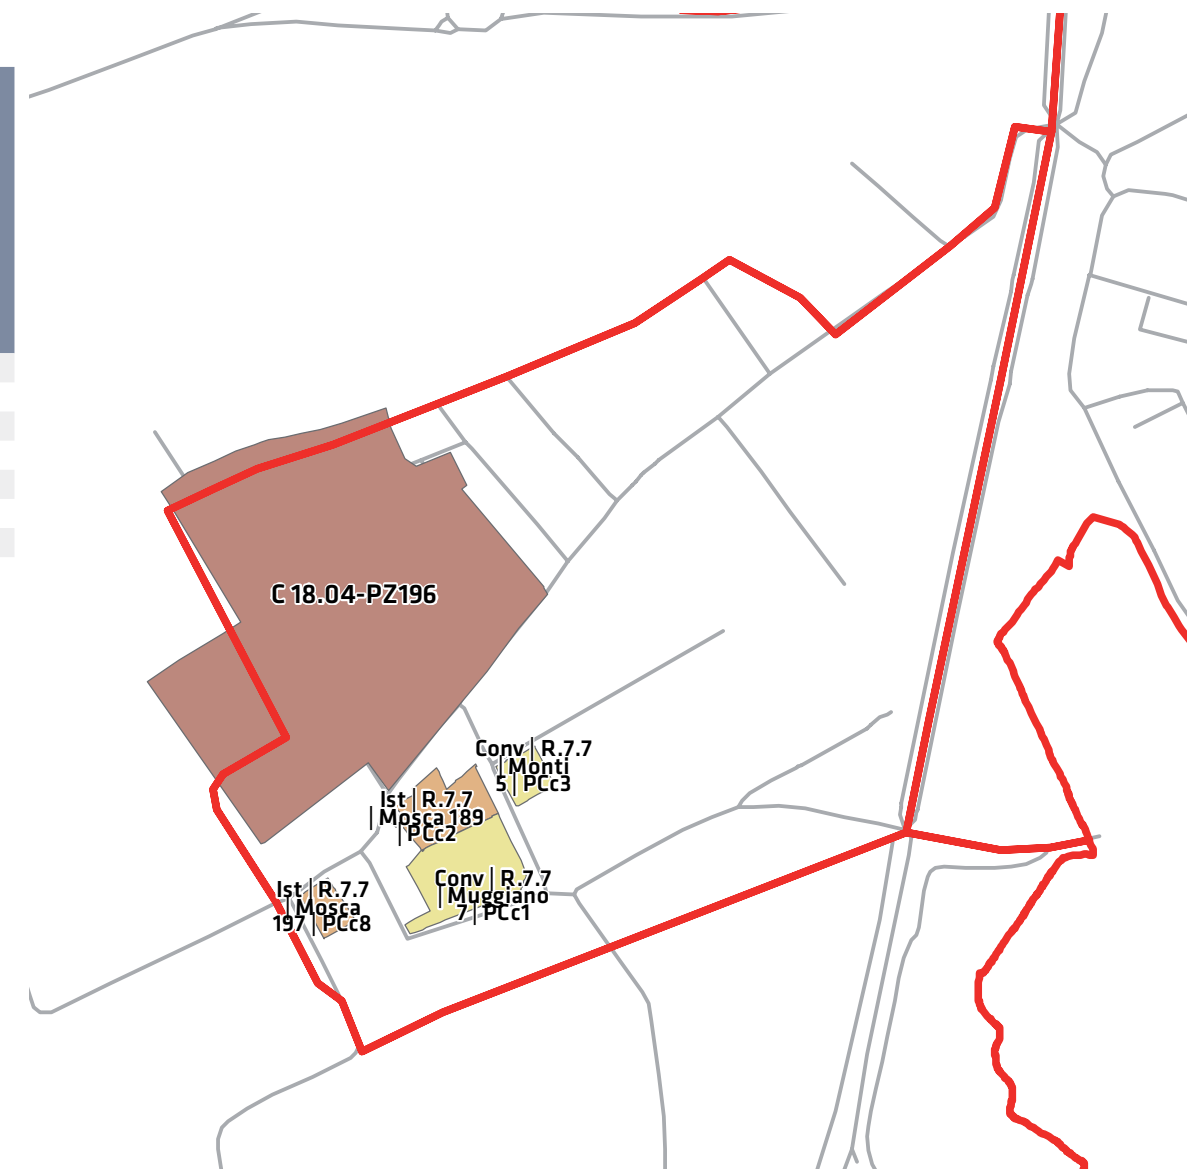 C 18.04-PZ196
Conv | R.7.7
| Monti
5 | PCc3
Ist | R.7.7
| Mosca 189
| PCc2
Conv | R.7.7
| Muggiano
7 | PCc1
Ist | R.7.7
| Mosca
197 | PCc8